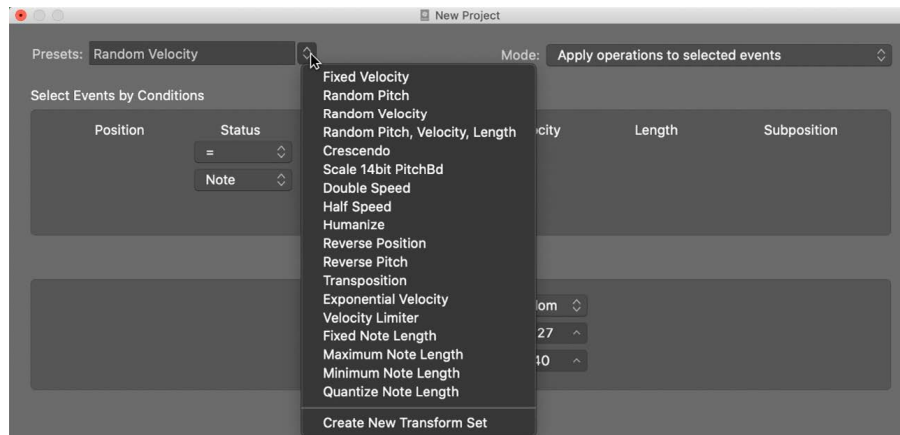 New Project
Presets: Random Velocity
Mode: Apply operations to selected events
Select Events by Conditions
Position Status Length Subposition
=
Note
Fixed Velocity
Random Pitch
Random Velocity
Random Pitch, Velocity, Length
Crescendo
Scale 14bit PitchBd
Double Speed
Half Speed
Humanize
Reverse Position
Reverse Pitch
Transposition
Exponential Velocity
Velocity Limiter
Fixed Note Length
Maximum Note Length
Minimum Note Length
Quantize Note Length
Create New Transform Set